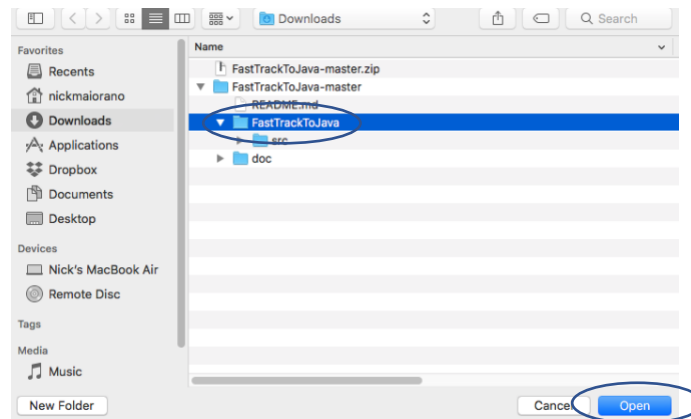 Downloads
Search
Favorites
Recents
nickmaiorano
Downloads
Applications
Dropbox
Documents
Desktop
Devices
Nick's MacBook Air
Remote Disc
Tags
Media
Music
Name
FastTrackToJava-master.zip
FastTrackToJava-master
README.md
FastTrackToJava
src
doc
New Folder
Cancel
Open